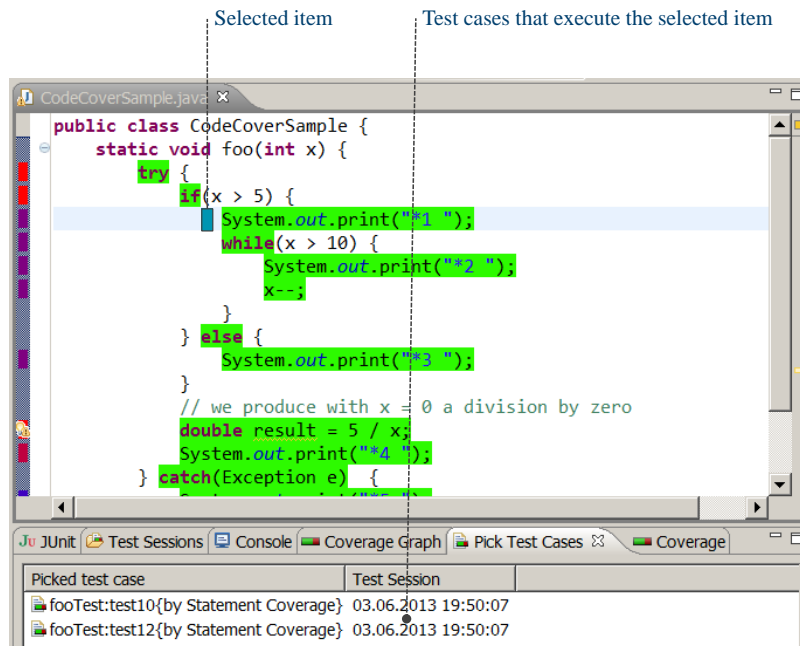 Selected item
Test cases that execute the selected item
CodeCoverSample.java
public class CodeCoverSample {
static void foo(int x) {
try {
if(x > 5) {
System.out.print("*1 ");
while(x > 10) {
System.out.print("*2 ");
x--;
}
} else {
System.out.print("*3 ");
}
// we produce with x = 0 a division by zero
double result = 5 / x;
System.out.print("*4 ");
} catch(Exception e) {
JUnit Test Sessions Console Coverage Graph Pick Test Cases Coverage
Picked test case Test Session
fooTest:test10{by Statement Coverage} 03.06.2013 19:50:07
fooTest:test12{by Statement Coverage} 03.06.2013 19:50:07